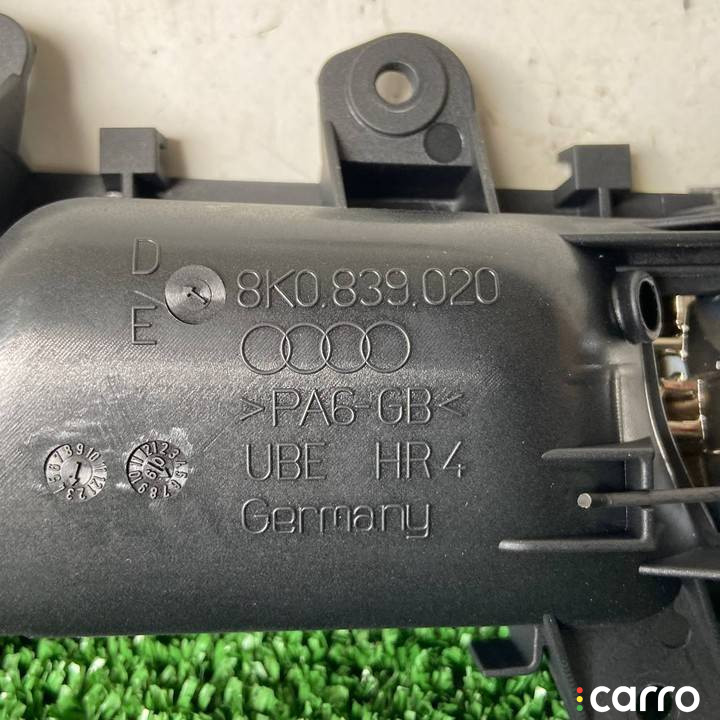 D
>
E
8K0.839.020
>PA6-GB<
UBE HR4
Germany
carro